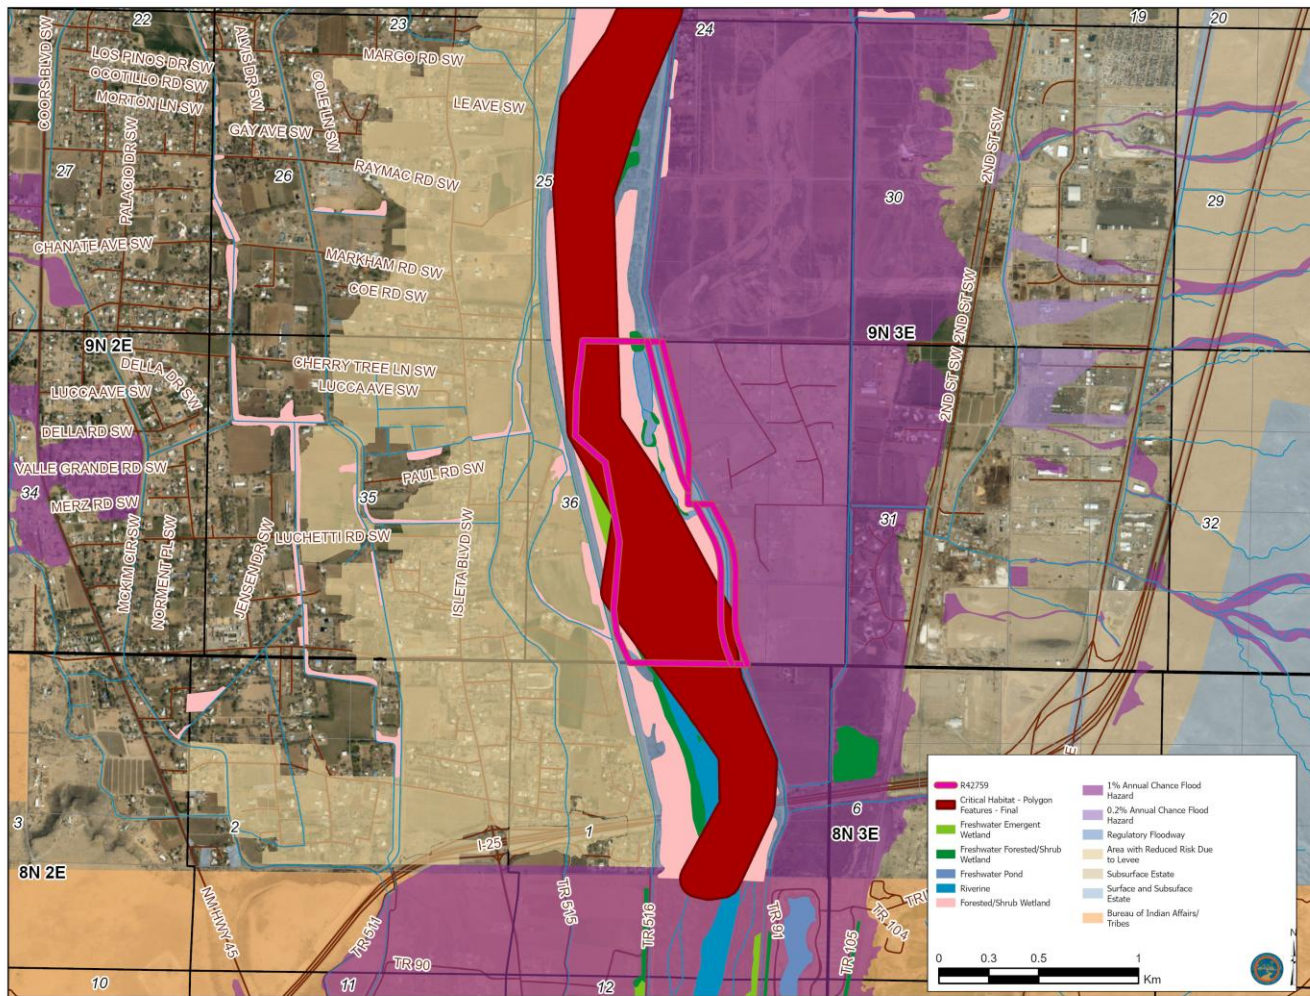 22
23
24
19
20
COORS BLVD SW
LOS PINOS DR SW
OCOTILLO RD SW
MORTON LN SW
ALVIS DR SW
COLE LN SW
MARGO RD SW
LE AVE SW
GAY AVE SW
PALACIO DR SW
RAYMAC RD SW
2ND ST SW
27
26
25
30
29
CHANATE AVE SW
MARKHAM RD SW
COE RD SW
2ND ST SW
2ND ST SW
9N 2E
9N 3E
DELLA DR SW
CHERRY TREE LN SW
LUCCA AVE SW
LUCCA AVE SW
DELLA RD SW
VALLE GRANDE RD SW
PAUL RD SW
34
MERZ RD SW
35
36
31
32
LUCHETTI RD SW
MCKIM CIR SW
NORMENT PL SW
JENSEN DR SW
ISLETA BLVD SW
3
2
1
6
I-25
8N 2E
8N 3E
NM HWY 45
TR 511
TR 515
TR 516
TR 91
TR 105
TR 104
TR 90
10
11
12
R42759
Critical Habitat - Polygon
Features - Final
Freshwater Emergent
Wetland
Freshwater Forested/Shrub
Wetland
Freshwater Pond
Riverine
Forested/Shrub Wetland
1% Annual Chance Flood
Hazard
0.2% Annual Chance Flood
Hazard
Regulatory Floodway
Area with Reduced Risk Due
to Levee
Subsurface Estate
Surface and Subsuface
Estate
Bureau of Indian Affairs/
Tribes
0 0.3 0.5 1
Km
N